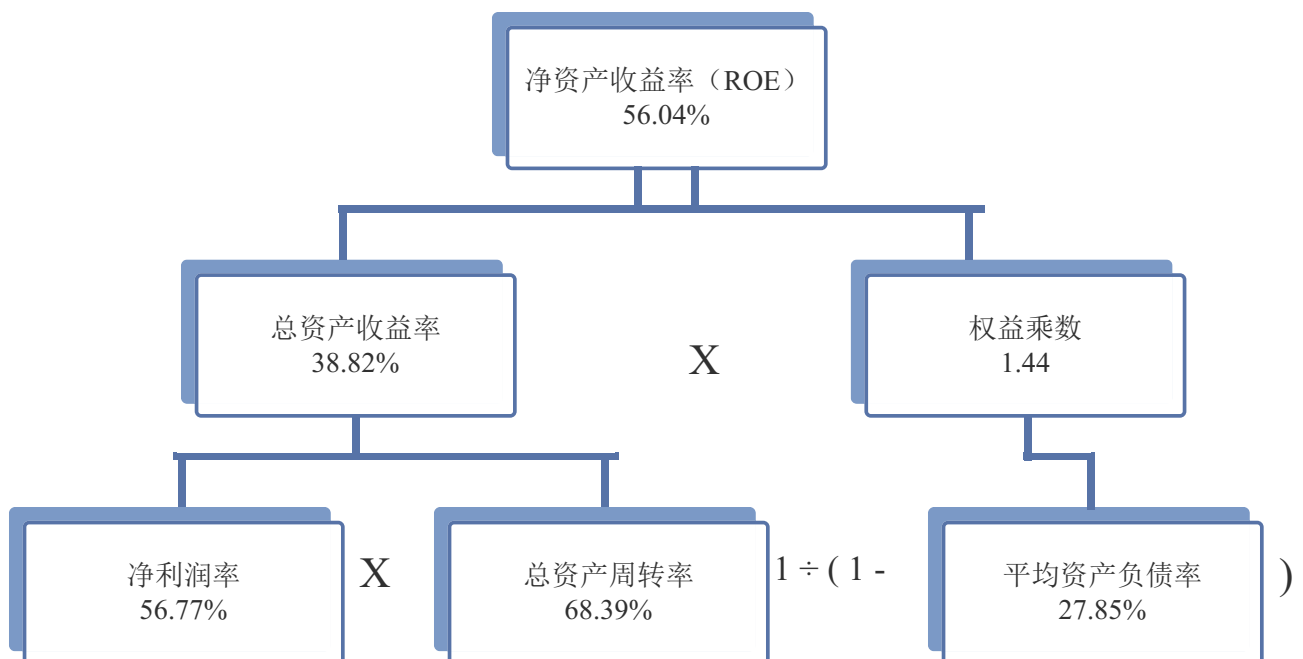 净资产收益率（ROE）
56.04%
总资产收益率
38.82%
X
权益乘数
1.44
净利润率
56.77%
X
总资产周转率
68.39%
1 ÷ ( 1 -
平均资产负债率
27.85%
)